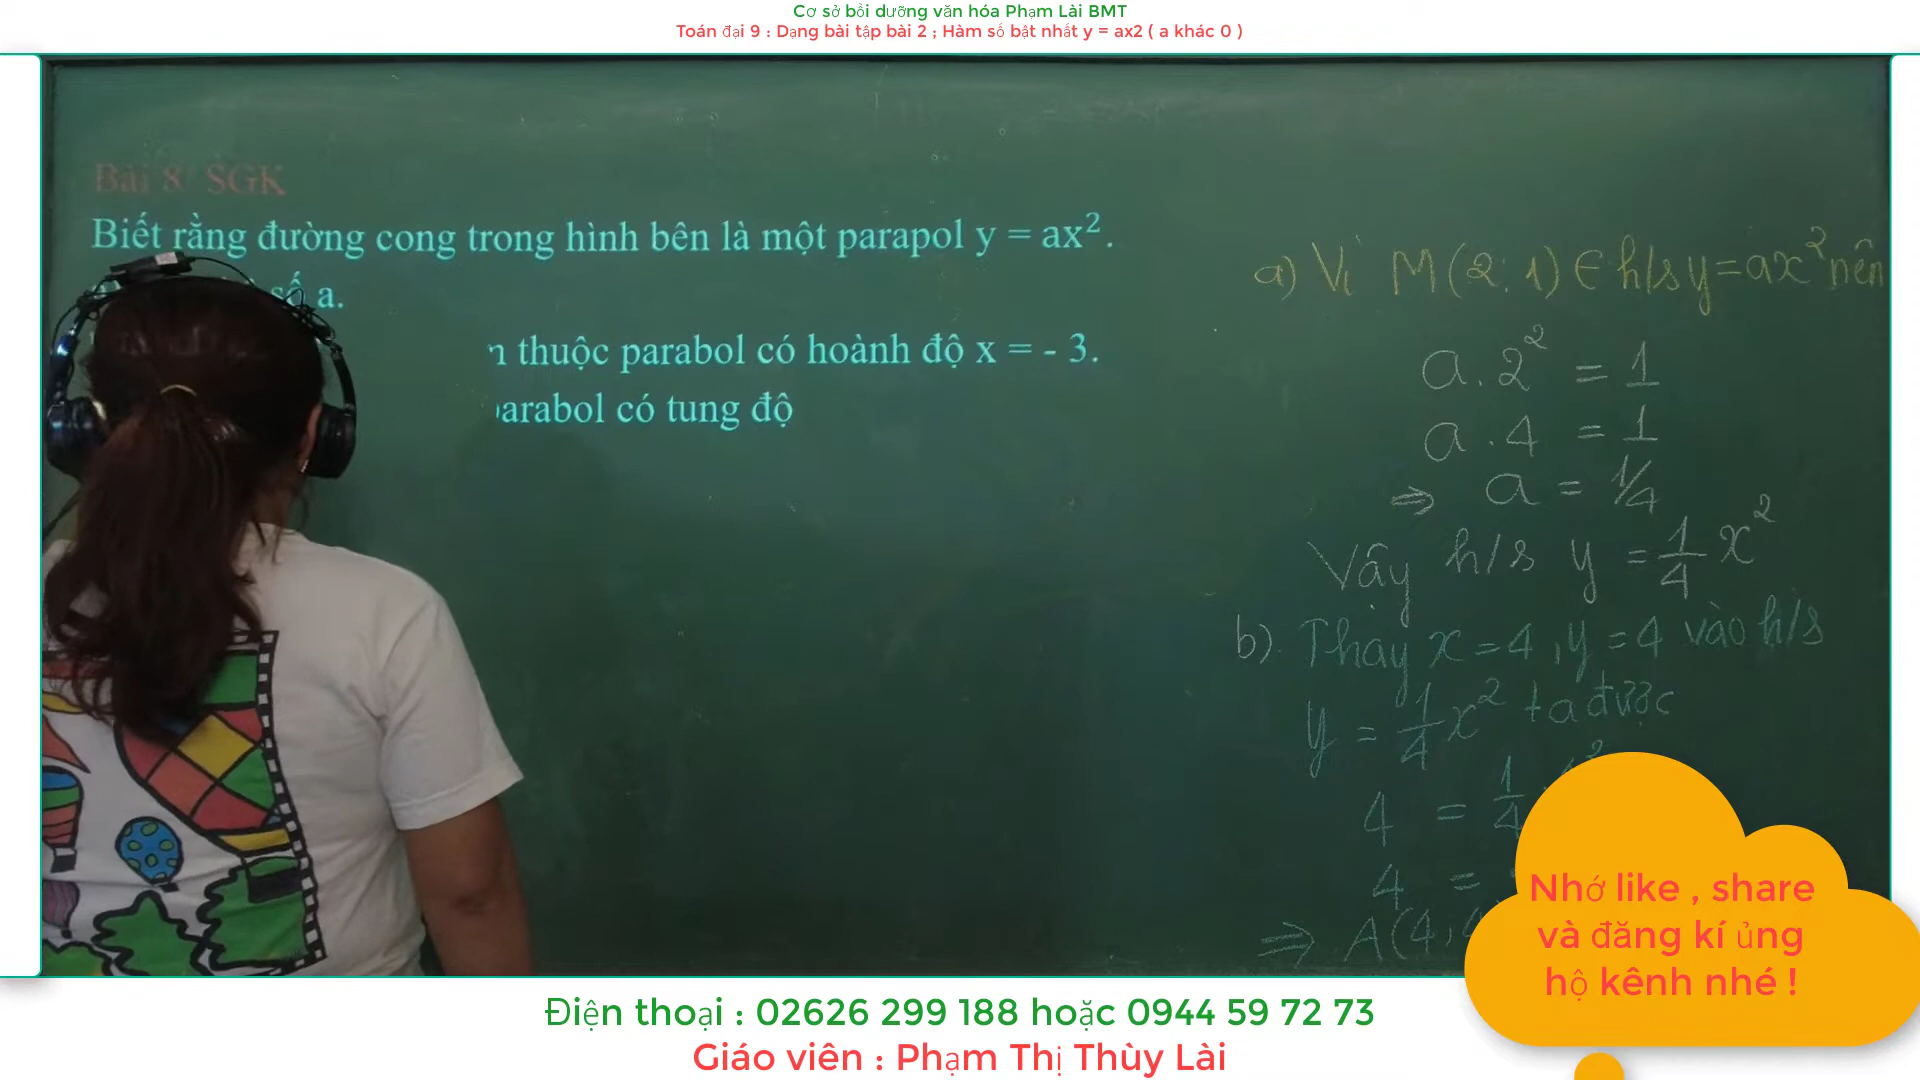 Cơ sở bồi dưỡng văn hóa Phạm Lài BMT
Toán đại 9 : Dạng bài tập bài 2 ; Hàm số bật nhất y = ax2 ( a khác 0 )
Bài 8/ SGK
Biết rằng đường cong trong hình bên là một parapol y = ax².
số a.
thuộc parabol có hoành độ x = - 3.
arabol có tung độ
a) Vì M(2; 1) ∈ h/s y = ax² nên
a . 2² = 1
a . 4 = 1
⇒ a = 1/4
Vậy h/s y = 1/4 x²
b). Thay x = 4 , y = 4 vào h/s
y = 1/4 x² ta được
4 = 1/4
4 =
⇒ A(4; 4
Nhớ like , share
và đăng kí ủng
hộ kênh nhé !
Điện thoại : 02626 299 188 hoặc 0944 59 72 73
Giáo viên : Phạm Thị Thùy Lài